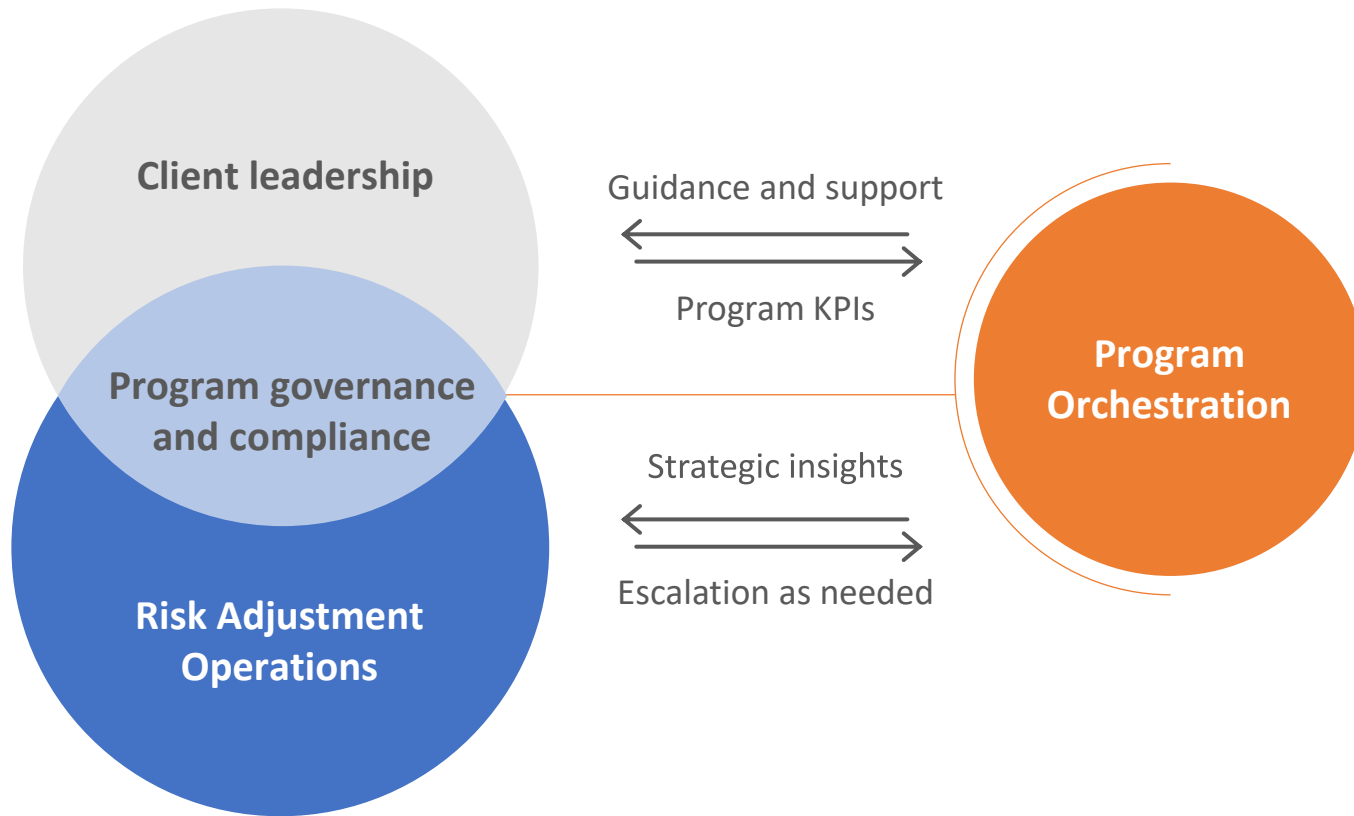 Client leadership
Program governance
and compliance
Risk Adjustment
Operations
Guidance and support
Program KPIs
Strategic insights
Escalation as needed
Program
Orchestration